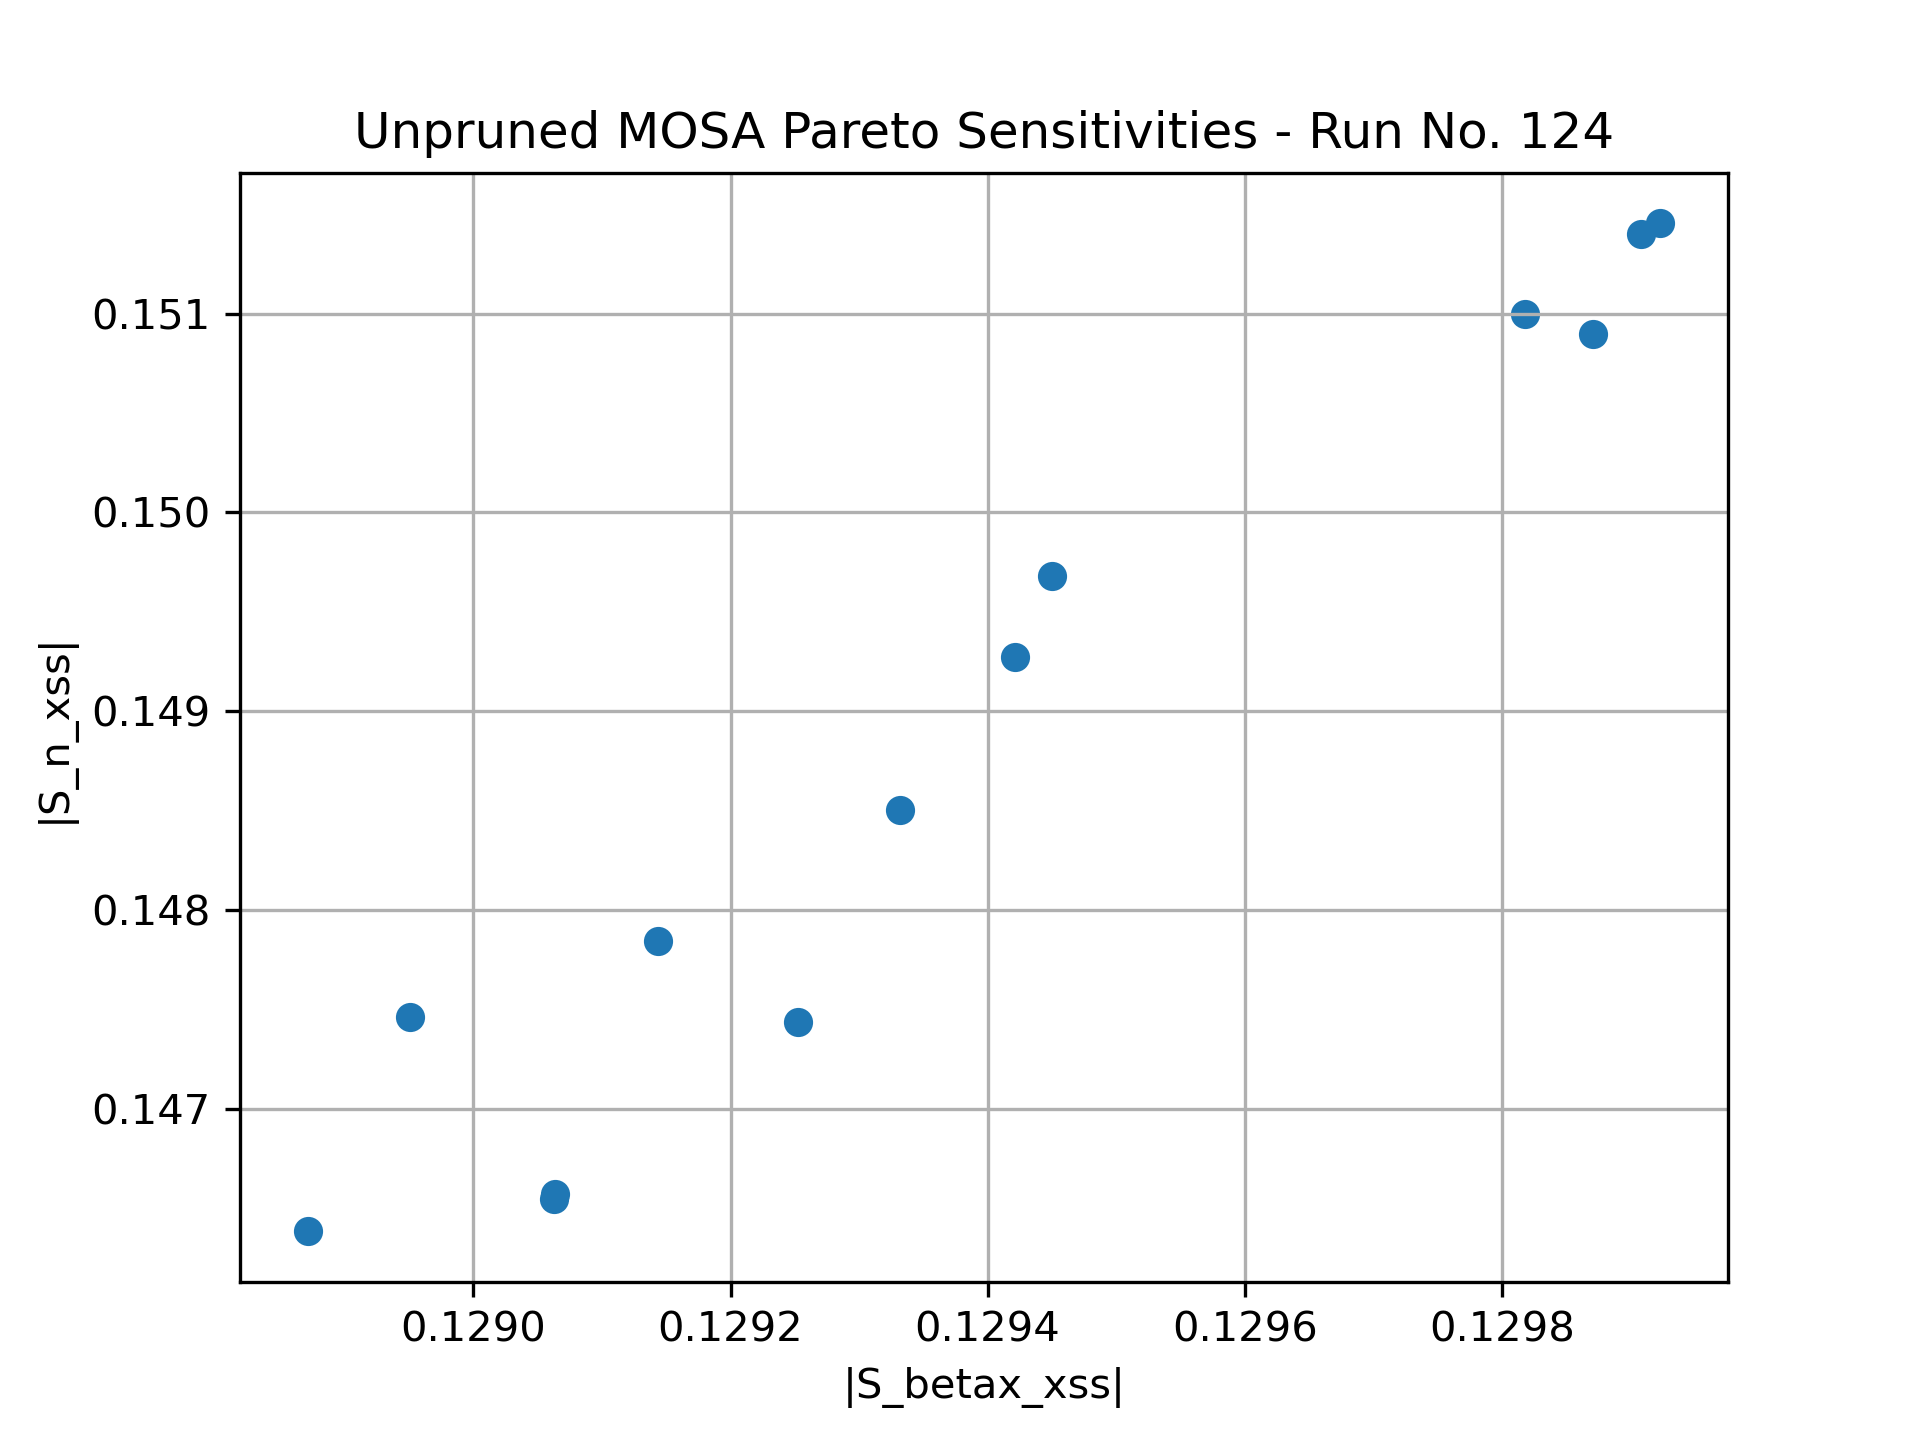 Unpruned MOSA Pareto Sensitivities - Run No. 124
0.151
0.150
0.149
0.148
0.147
|S_n_xss|
0.1290 0.1292 0.1294 0.1296 0.1298
|S_betax_xss|